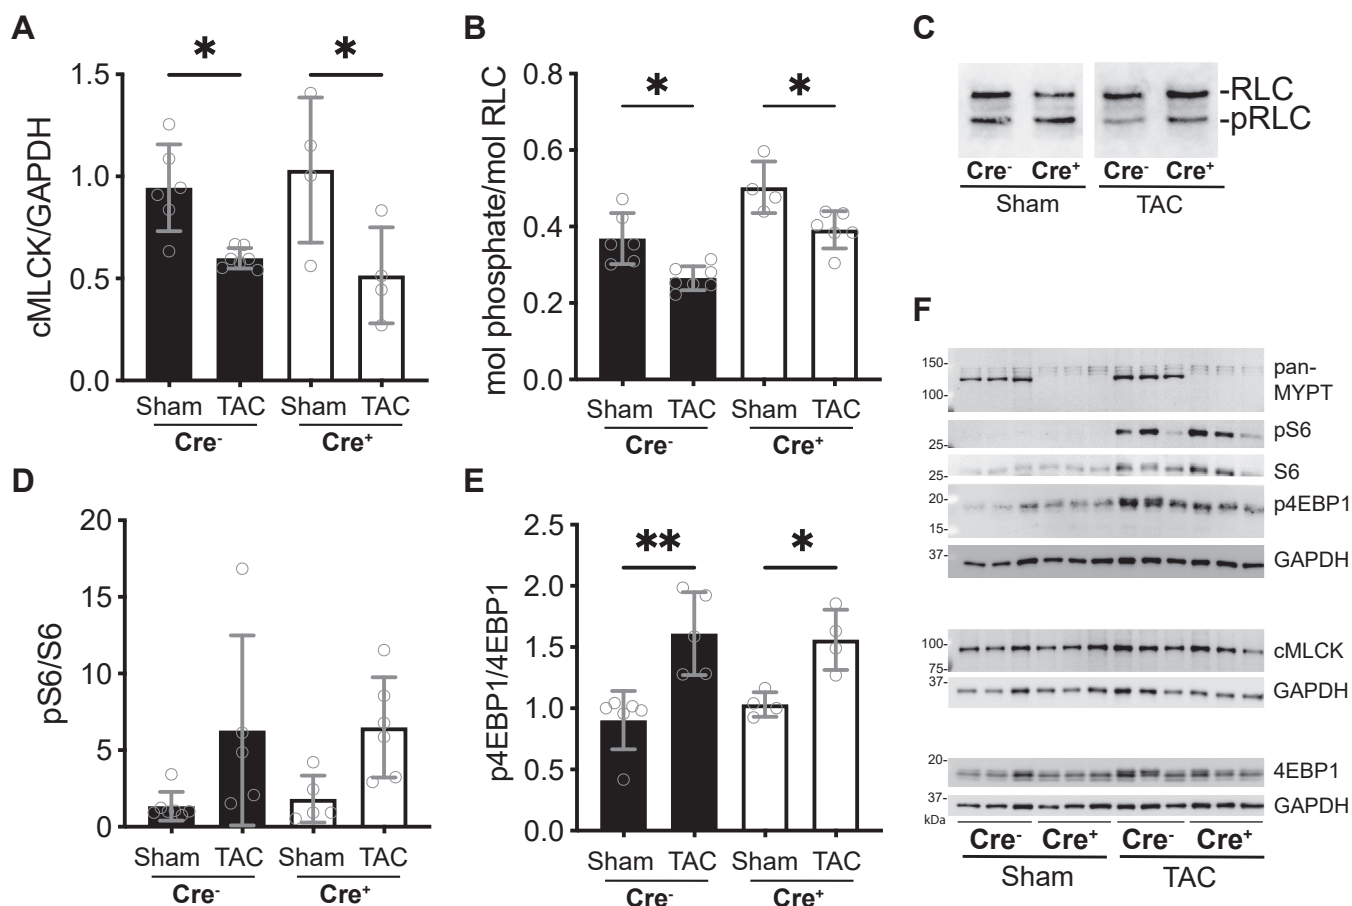 A
*
*
1.5
1.0
0.5
0.0
cMLCK/GAPDH
Sham TAC Sham TAC
Cre- Cre+
B
*
*
0.8
0.6
0.4
0.2
0.0
mol phosphate/mol RLC
Sham TAC Sham TAC
Cre- Cre+
C
-RLC
-pRLC
Cre- Cre+ Cre- Cre+
Sham TAC
D
20
15
10
5
0
pS6/S6
Sham TAC Sham TAC
Cre- Cre+
E
**
*
2.5
2.0
1.5
1.0
0.5
0.0
p4EBP1/4EBP1
Sham TAC Sham TAC
Cre- Cre+
F
150-
pan-
MYPT
100-
pS6
25-
S6
25-
20-
p4EBP1
15-
37-
GAPDH
100-
cMLCK
75-
37-
GAPDH
20-
4EBP1
37-
GAPDH
kDa
Cre- Cre+ Cre- Cre+
Sham TAC